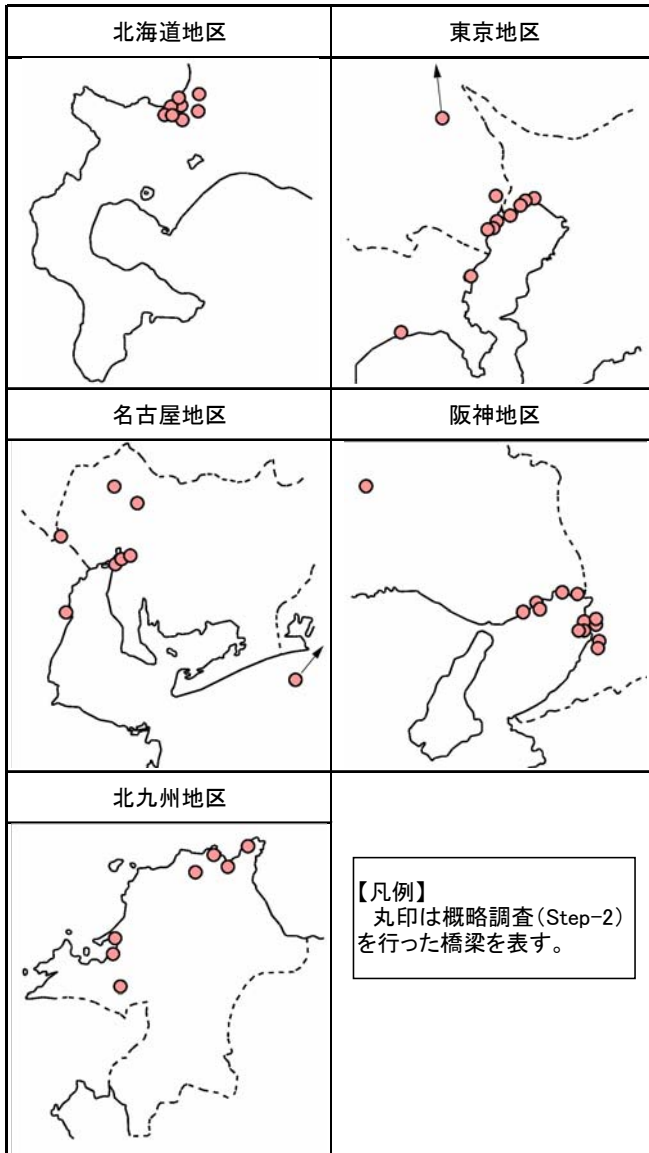 北海道地区
東京地区
名古屋地区
阪神地区
北九州地区
【凡例】
丸印は概略調査(Step-2)
を行った橋梁を表す。